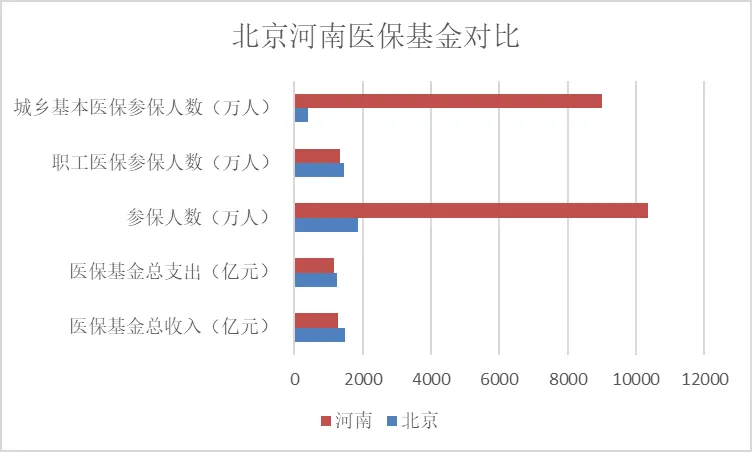 北京河南医保基金对比
城乡基本医保参保人数（万人）
职工医保参保人数（万人）
参保人数（万人）
医保基金总支出（亿元）
医保基金总收入（亿元）
0 2000 4000 6000 8000 10000 12000
河南 北京